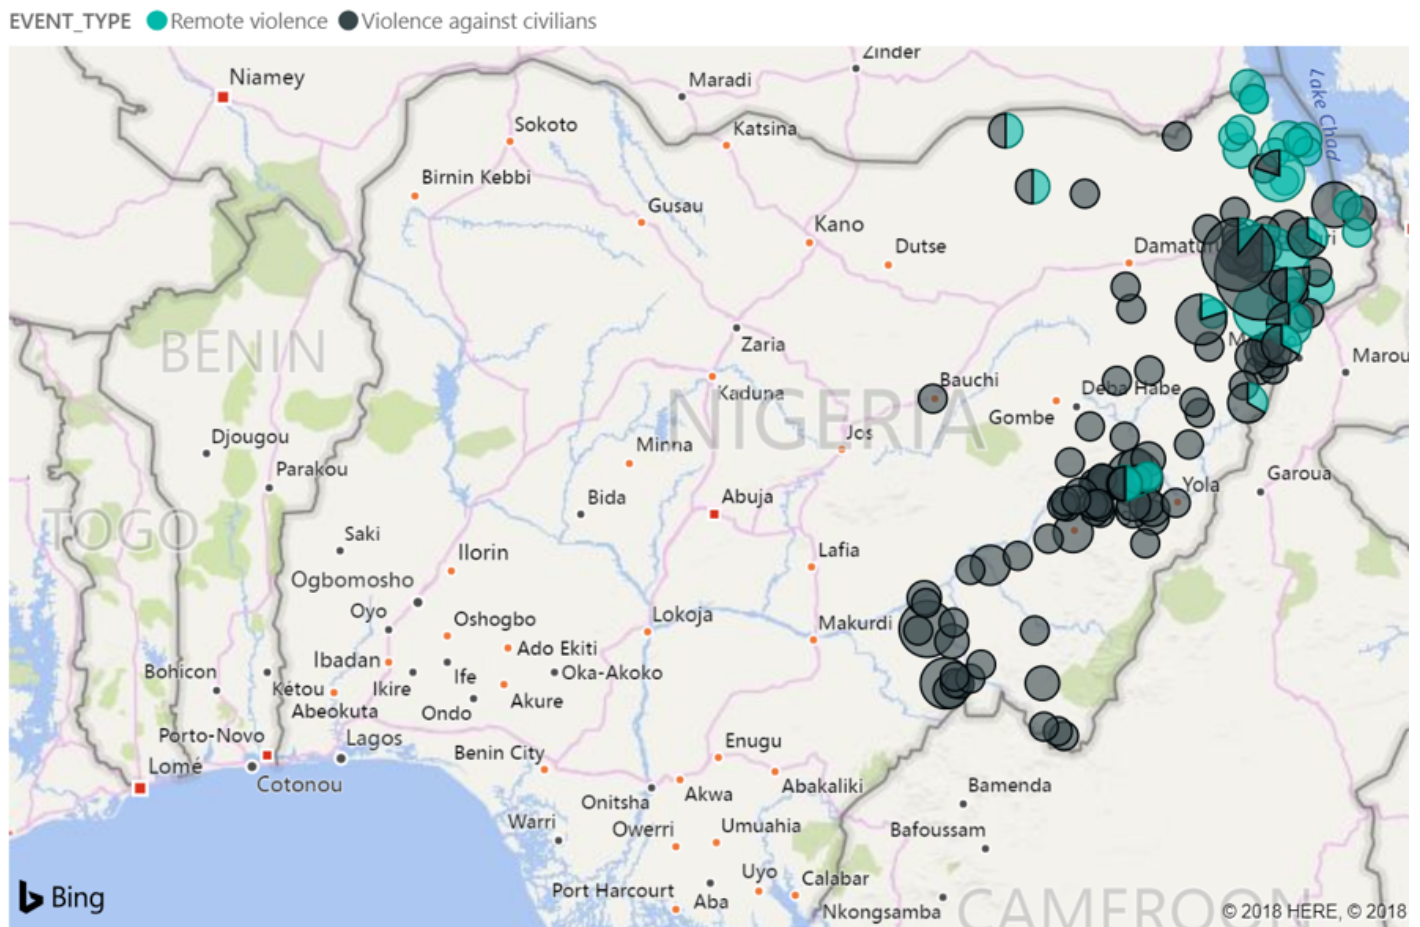 EVENT_TYPE Remote violence Violence against civilians
Zinder
Niamey
Maradi
Lake Chad
Sokoto
Katsina
Birnin Kebbi
Gusau
Kano
Dutse
Damatur
ri
Zaria
BENIN
M
Marou
Kaduna
Bauchi
Deba Habe
NIGERIA
Gombe
Djougou
Minna
Jos
Parakou
Garoua
Bida
Abuja
Yola
TOGO
Saki
Ilorin
Lafia
Ogbomosho
Oyo
Oshogbo
Lokoja
Makurdi
Ado Ekiti
Ibadan
Bohicon
Ife
Oka-Akoko
Kétou
Ikire
Akure
Abeokuta
Ondo
Porto-Novo
Lagos
Enugu
Benin City
Lomé
Cotonou
Abakaliki
Bamenda
Onitsha
Akwa
Warri
Owerri
Umuahia
Bafoussam
Uyo
Calabar
Port Harcourt
Aba
Bing
Nkongsamba
CAMEROON
© 2018 HERE, © 2018